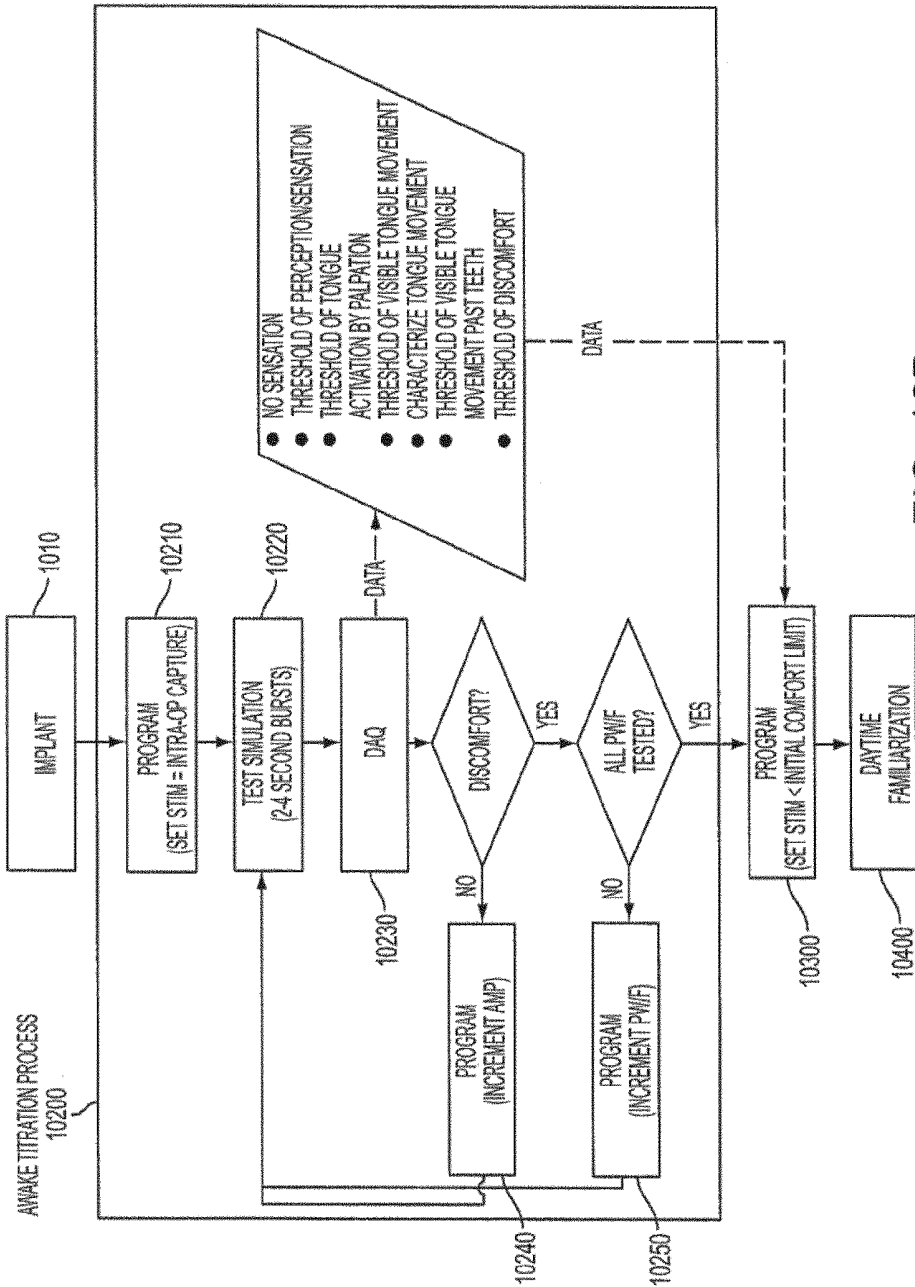 AWAKE TITRATION PROCESS
10200
IMPLANT
1010
PROGRAM
(SET STIM = INTRA-OP CAPTURE)
10210
TEST SIMULATION
(2-4 SECOND BURSTS)
10220
DAQ
10230
DATA
● NO SENSATION
● THRESHOLD OF PERCEPTION/SENSATION
● THRESHOLD OF TONGUE
ACTIVATION BY PALPATION
● THRESHOLD OF VISIBLE TONGUE MOVEMENT
● CHARACTERIZE TONGUE MOVEMENT
● THRESHOLD OF VISIBLE TONGUE
MOVEMENT PAST TEETH
● THRESHOLD OF DISCOMFORT
DATA
DISCOMFORT?
NO
YES
PROGRAM
(INCREMENT AMP)
10240
ALL PW/F
TESTED?
NO
YES
PROGRAM
(INCREMENT PW/F)
10250
PROGRAM
(SET STIM < INITIAL COMFORT LIMIT)
10300
DAYTIME
FAMILIARIZATION
10400